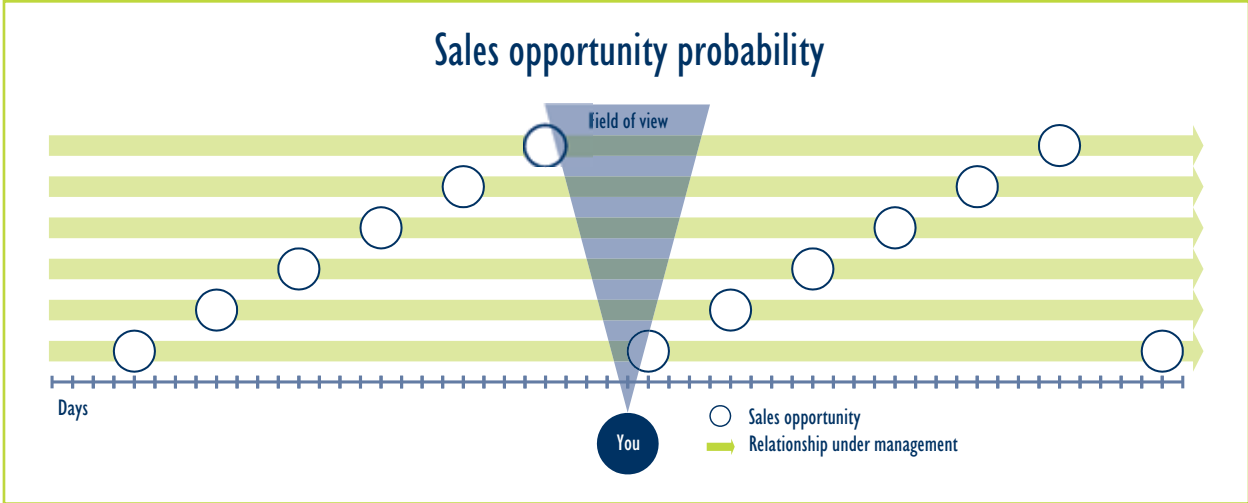 Sales opportunity probability
Field of view
Days
You
Sales opportunity
Relationship under management